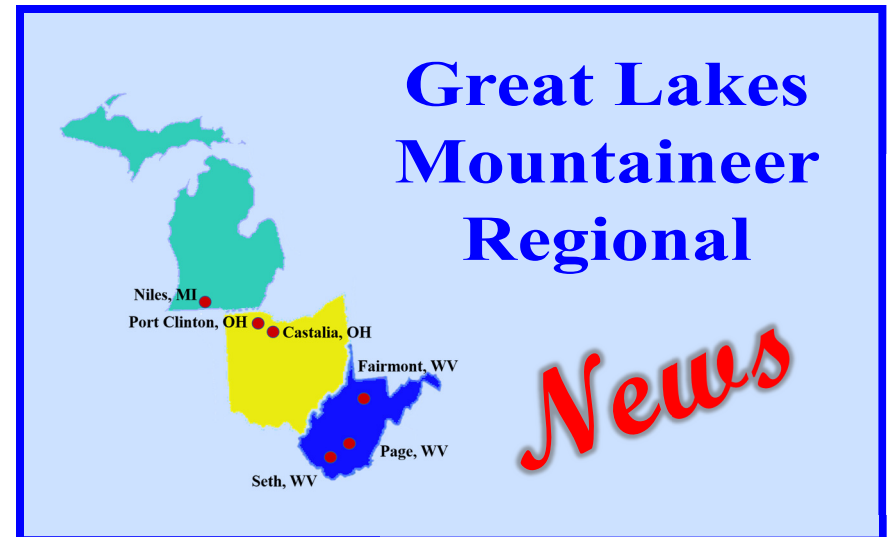 Great Lakes
Mountaineer
Regional
News
Niles, MI
Port Clinton, OH
Castalia, OH
Fairmont, WV
Page, WV
Seth, WV